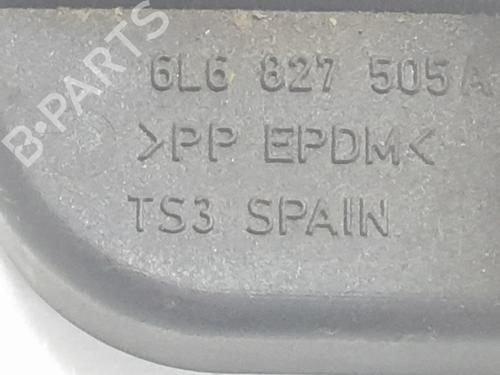 B-PARTS
6L6 827 505 A
>PP EPDM<
TS3 SPAIN